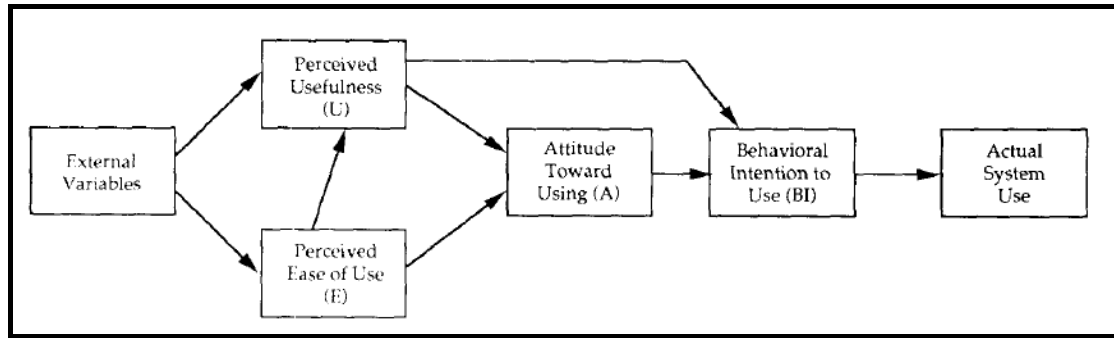 Perceived
Usefulness
(U)
External
Variables
Attitude
Toward
Using (A)
Behavioral
Intention to
Use (BI)
Actual
System
Use
Perceived
Ease of Use
(E)